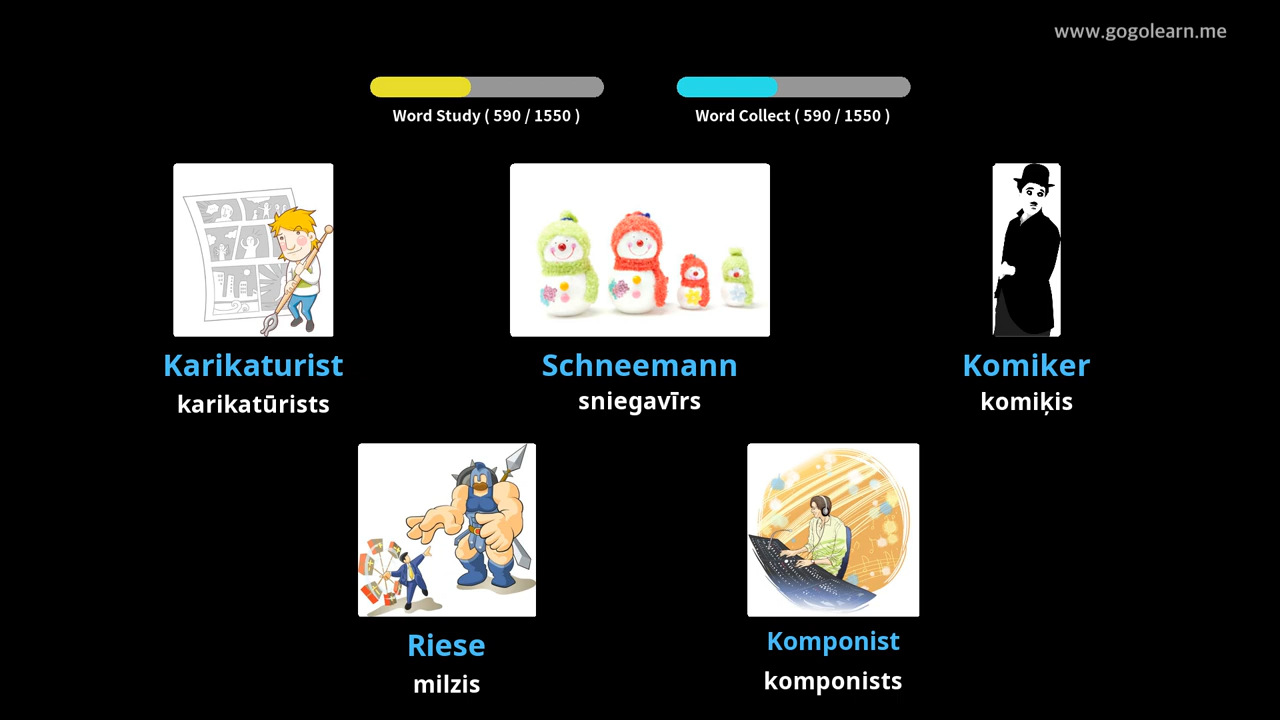 www.gogolearn.me
Word Study ( 590 / 1550 )
Word Collect ( 590 / 1550 )
Karikaturist
karikatūrists
Schneemann
sniegavīrs
Komiker
komiķis
Riese
milzis
Komponist
komponists